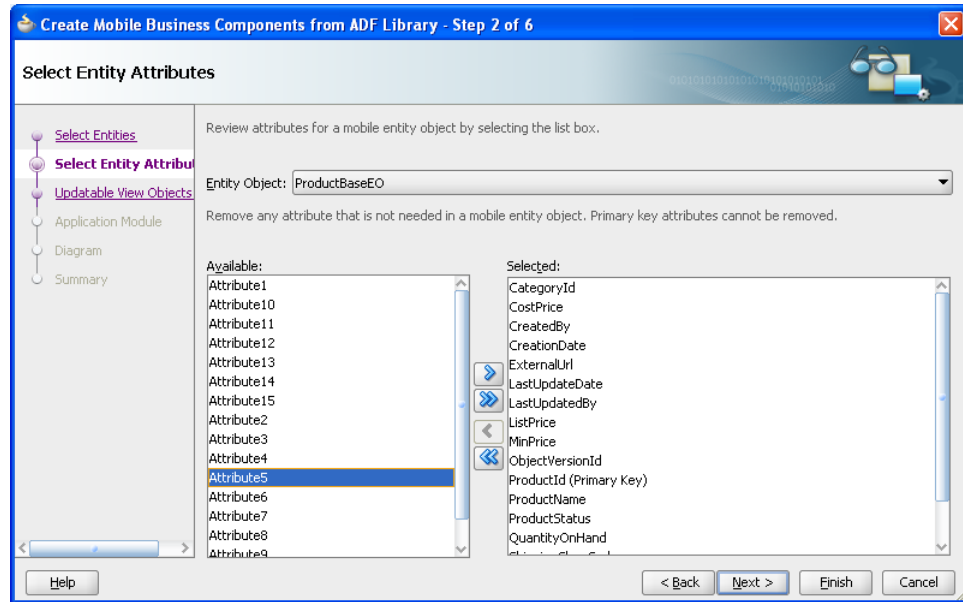 Create Mobile Business Components from ADF Library - Step 2 of 6
Select Entity Attributes
Select Entities
Select Entity Attribu
Updatable View Objects
Application Module
Diagram
Summary
Review attributes for a mobile entity object by selecting the list box.
Entity Object: ProductBaseEO
Remove any attribute that is not needed in a mobile entity object. Primary key attributes cannot be removed.
Available:
Attribute1
Attribute10
Attribute11
Attribute12
Attribute13
Attribute14
Attribute15
Attribute2
Attribute3
Attribute4
Attribute5
Attribute6
Attribute7
Attribute8
Attribute9
Selected:
CategoryId
CostPrice
CreatedBy
CreationDate
ExternalUrl
LastUpdateDate
LastUpdatedBy
ListPrice
MinPrice
ObjectVersionId
ProductId (Primary Key)
ProductName
ProductStatus
QuantityOnHand
Help
< Back
Next >
Finish
Cancel